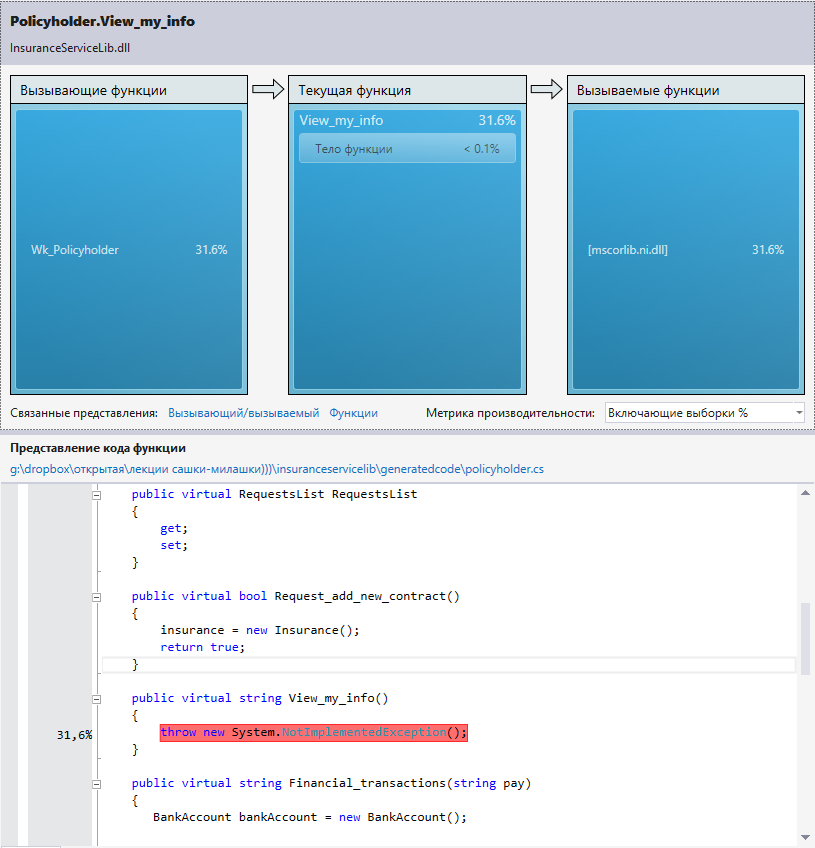 Policyholder.View_my_info
InsuranceServiceLib.dll
Вызывающие функции
Текущая функция
Вызываемые функции
View_my_info 31.6%
Тело функции < 0.1%
Wk_Policyholder 31.6%
[mscorlib.ni.dll] 31.6%
Связанные представления: Вызывающий/вызываемый Функции Метрика производительности: Включающие выборки %
Представление кода функции
g:\dropbox\открытая\лекции сашки-милашки)))\insuranceservicelib\generatedcode\policyholder.cs
public virtual RequestsList RequestsList
{
get;
set;
}
public virtual bool Request_add_new_contract()
{
insurance = new Insurance();
return true;
}
public virtual string View_my_info()
{
31,6% throw new System.NotImplementedException();
}
public virtual string Financial_transactions(string pay)
{
BankAccount bankAccount = new BankAccount();